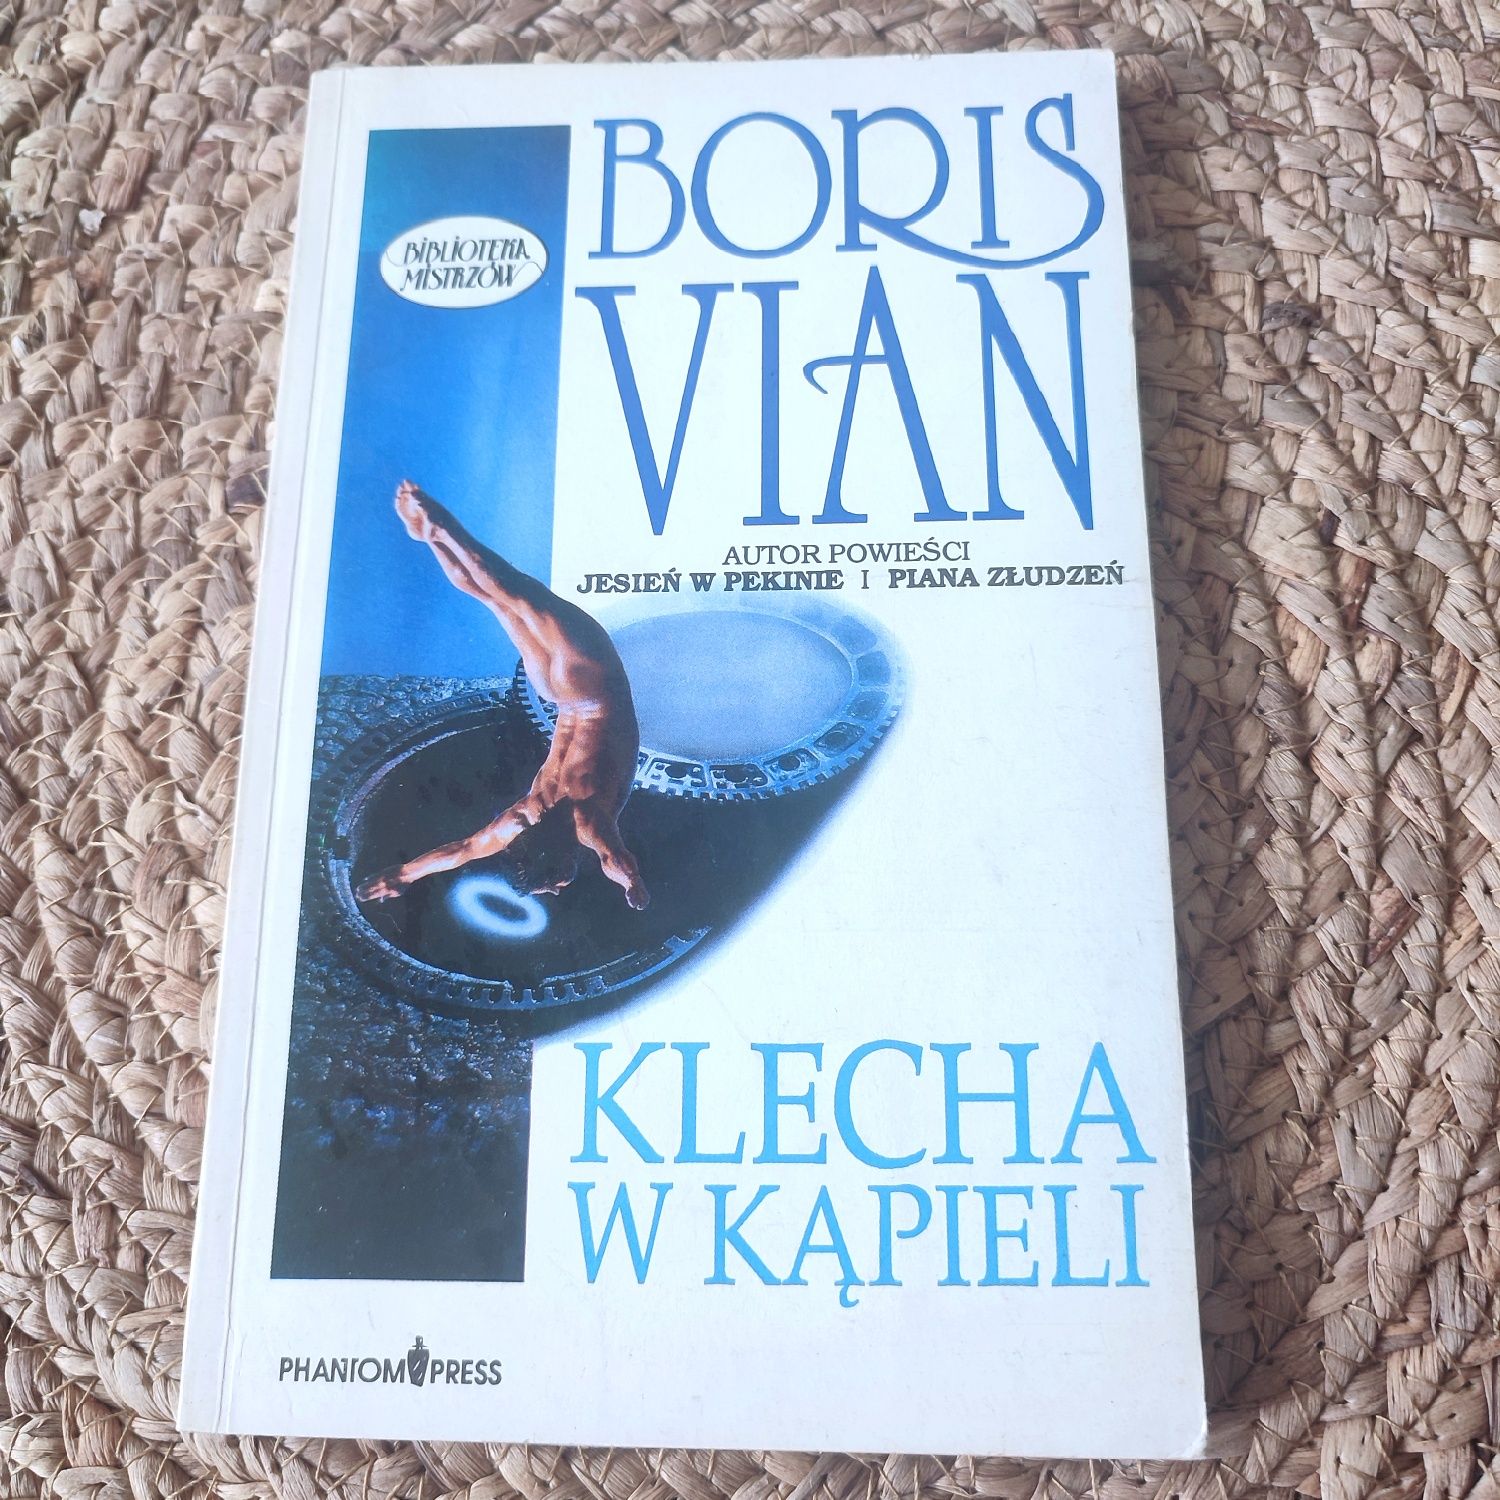 BORIS
VIAN
BIBLIOTEKA
MISTRZÓW
AUTOR POWIEŚCI
JESIEŃ W PEKINIE I PIANA ZŁUDZEŃ
KLECHA
W KĄPIELI
PHANTOM PRESS